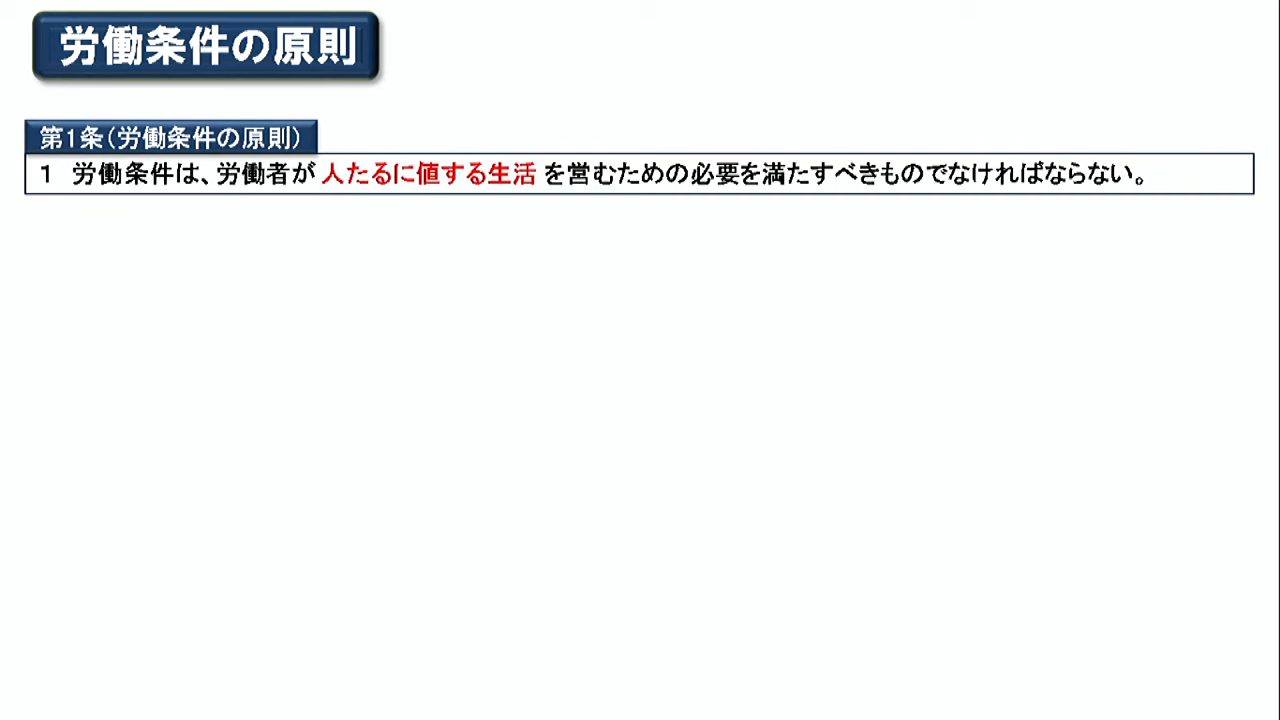 労働条件の原則
第1条(労働条件の原則)
1 労働条件は、労働者が人たるに値する生活を営むための必要を満たすべきものでなければならない。